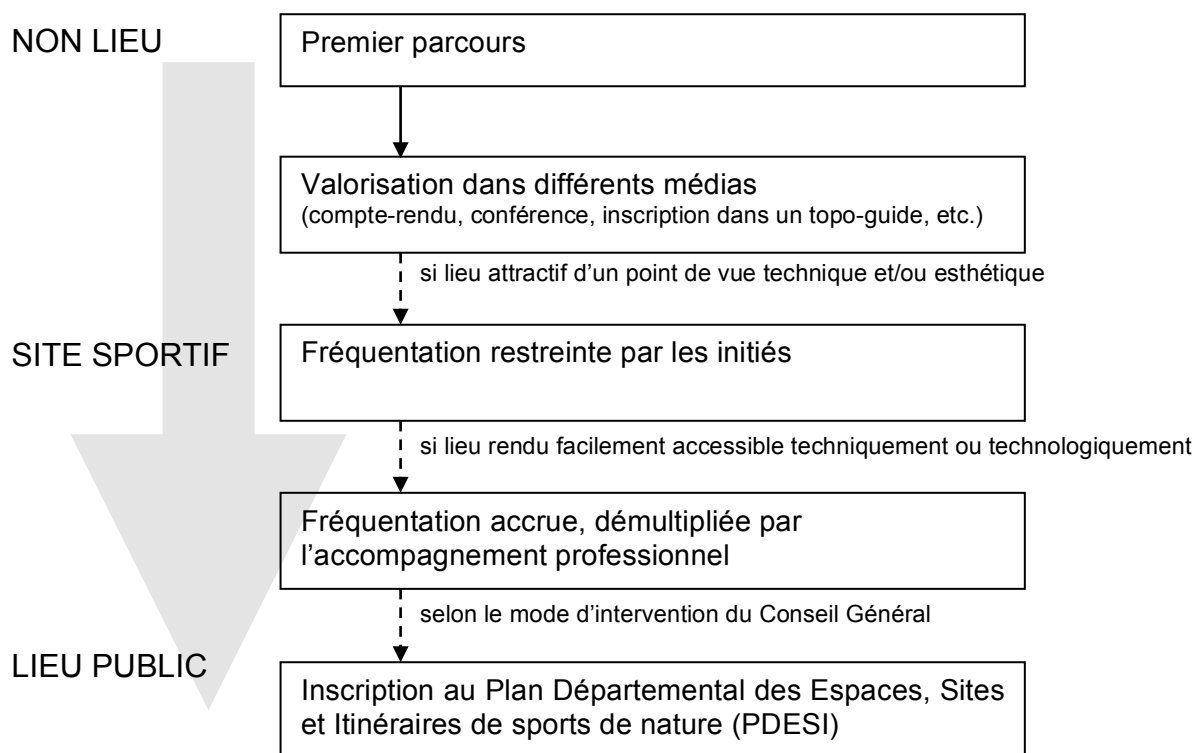 NON LIEU
Premier parcours
Valorisation dans différents médias
(compte-rendu, conférence, inscription dans un topo-guide, etc.)
si lieu attractif d’un point de vue technique et/ou esthétique
SITE SPORTIF
Fréquentation restreinte par les initiés
si lieu rendu facilement accessible techniquement ou technologiquement
Fréquentation accrue, démultipliée par
l’accompagnement professionnel
selon le mode d’intervention du Conseil Général
LIEU PUBLIC
Inscription au Plan Départemental des Espaces, Sites
et Itinéraires de sports de nature (PDESI)